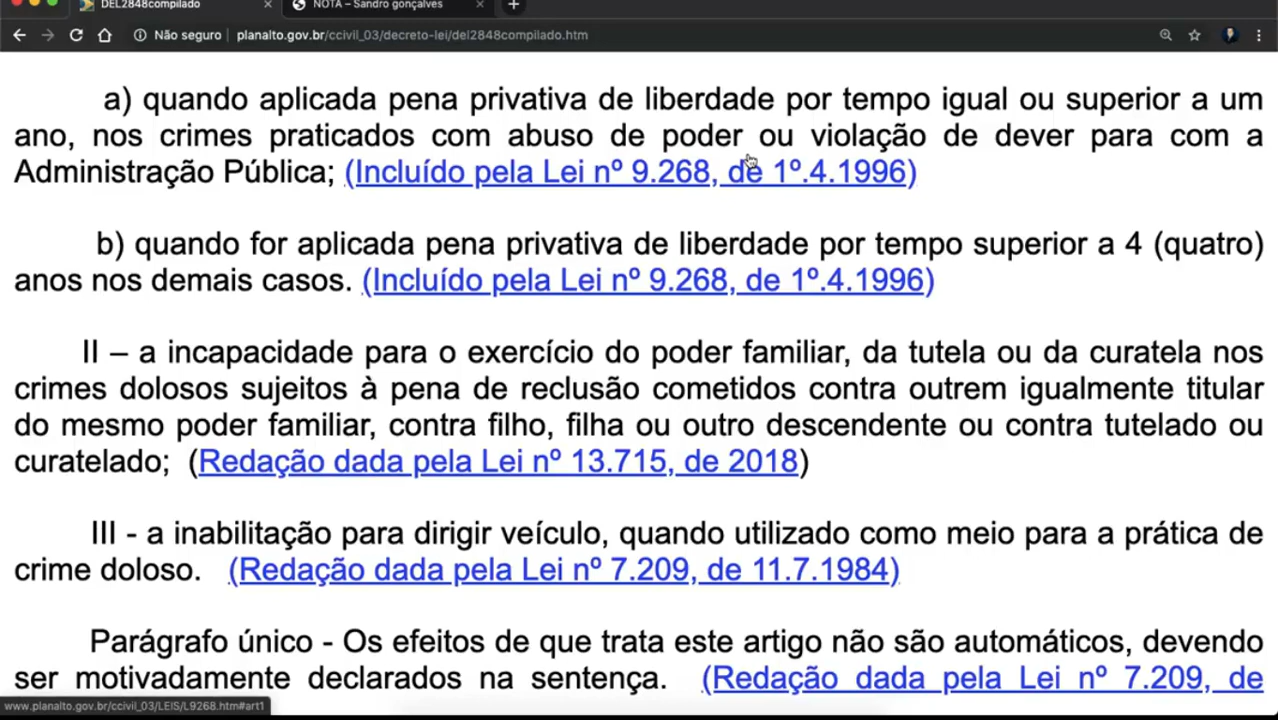 DEL2848compilado
NOTA – Sandro gonçalves
Não seguro
planalto.gov.br/ccivil_03/decreto-lei/del2848compilado.htm
a) quando aplicada pena privativa de liberdade por tempo igual ou superior a um
ano, nos crimes praticados com abuso de poder ou violação de dever para com a
Administração Pública; (Incluído pela Lei nº 9.268, de 1º.4.1996)
b) quando for aplicada pena privativa de liberdade por tempo superior a 4 (quatro)
anos nos demais casos. (Incluído pela Lei nº 9.268, de 1º.4.1996)
II – a incapacidade para o exercício do poder familiar, da tutela ou da curatela nos
crimes dolosos sujeitos à pena de reclusão cometidos contra outrem igualmente titular
do mesmo poder familiar, contra filho, filha ou outro descendente ou contra tutelado ou
curatelado; (Redação dada pela Lei nº 13.715, de 2018)
III - a inabilitação para dirigir veículo, quando utilizado como meio para a prática de
crime doloso. (Redação dada pela Lei nº 7.209, de 11.7.1984)
Parágrafo único - Os efeitos de que trata este artigo não são automáticos, devendo
ser motivadamente declarados na sentença. (Redação dada pela Lei nº 7.209, de
www.planalto.gov.br/ccivil_03/LEIS/L9268.htm#art1